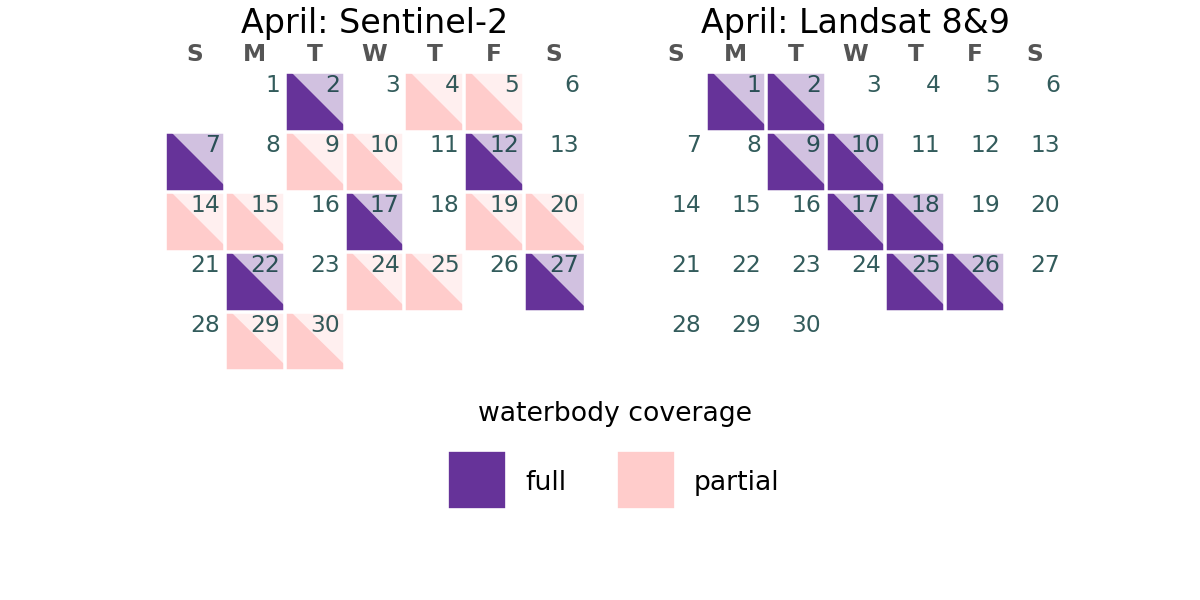 April: Sentinel-2
S M T W T F S
1 2 3 4 5 6
7 8 9 10 11 12 13
14 15 16 17 18 19 20
21 22 23 24 25 26 27
28 29 30
April: Landsat 8&9
S M T W T F S
1 2 3 4 5 6
7 8 9 10 11 12 13
14 15 16 17 18 19 20
21 22 23 24 25 26 27
28 29 30
waterbody coverage
full partial